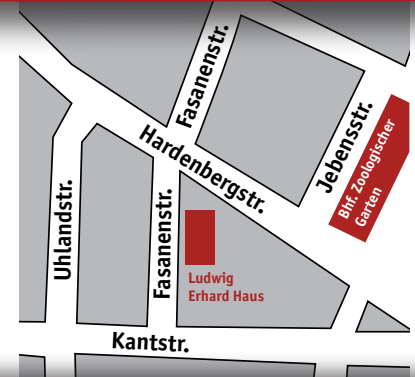 Fasanenstr.
Hardenbergstr.
Jebensstr.
Bhf. Zoologischer
Garten
Uhlandstr.
Fasanenstr.
Ludwig
Erhard Haus
Kantstr.